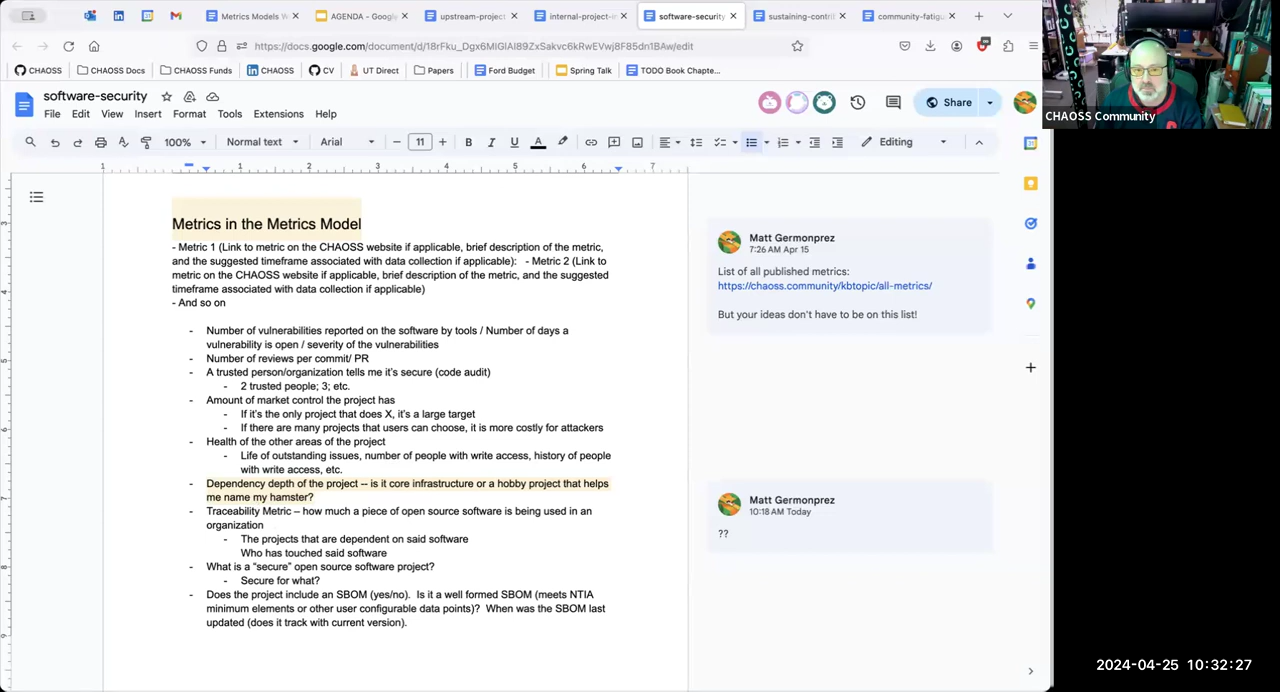 Metrics Models W
AGENDA - Google
upstream-project
internal-project-m
software-security
sustaining-contri
community-fatigu
https://docs.google.com/document/d/18rFku_Dgx6MIGlAI89ZxSakvc6kRwEVwj8F85dn1BAw/edit
CHAOSS
CHAOSS Docs
CHAOSS Funds
CHAOSS
CV
UT Direct
Papers
Ford Budget
Spring Talk
TODO Book Chapte...
CHAOSS Community
software-security
File Edit View Insert Format Tools Extensions Help
Share
100% Normal text Arial 11 Editing
1 1 2 3 4 5 6 7
Metrics in the Metrics Model
- Metric 1 (Link to metric on the CHAOSS website if applicable, brief description of the metric,
and the suggested timeframe associated with data collection if applicable): - Metric 2 (Link to
metric on the CHAOSS website if applicable, brief description of the metric, and the suggested
timeframe associated with data collection if applicable)
- And so on
- Number of vulnerabilities reported on the software by tools / Number of days a
vulnerability is open / severity of the vulnerabilities
- Number of reviews per commit/ PR
- A trusted person/organization tells me it's secure (code audit)
- 2 trusted people; 3; etc.
- Amount of market control the project has
- If it's the only project that does X, it's a large target
- If there are many projects that users can choose, it is more costly for attackers
- Health of the other areas of the project
- Life of outstanding issues, number of people with write access, history of people
with write access, etc.
- Dependency depth of the project -- is it core infrastructure or a hobby project that helps
me name my hamster?
- Traceability Metric – how much a piece of open source software is being used in an
organization
- The projects that are dependent on said software
Who has touched said software
- What is a “secure” open source software project?
- Secure for what?
- Does the project include an SBOM (yes/no). Is it a well formed SBOM (meets NTIA
minimum elements or other user configurable data points)? When was the SBOM last
updated (does it track with current version).
Matt Germonprez
7:26 AM Apr 15
List of all published metrics:
https://chaoss.community/kbtopic/all-metrics/
But your ideas don't have to be on this list!
Matt Germonprez
10:18 AM Today
??
2024-04-25 10:32:27